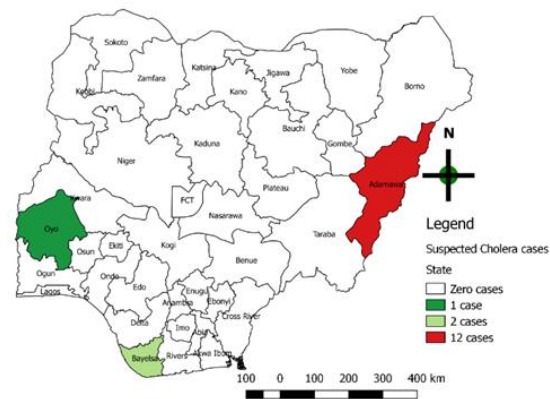 Sokoto
Katsina
Jigawa
Yobe
Borno
Kebbi
Zamfara
Kano
Bauchi
Gombe
Kaduna
Niger
Adamawa
N
Plateau
FCT
Nasarawa
Kwara
Oyo
Taraba
Kogi
Benue
Ekiti
Osun
Ogun
Ondo
Lagos
Edo
Enugu
Anambra
Ebonyi
Cross River
Delta
Imo
Abia
Bayelsa
Rivers
Akwa Ibom
Legend
Suspected Cholera cases
State
Zero cases
1 case
2 cases
12 cases
100 0 100 200 300 400 km